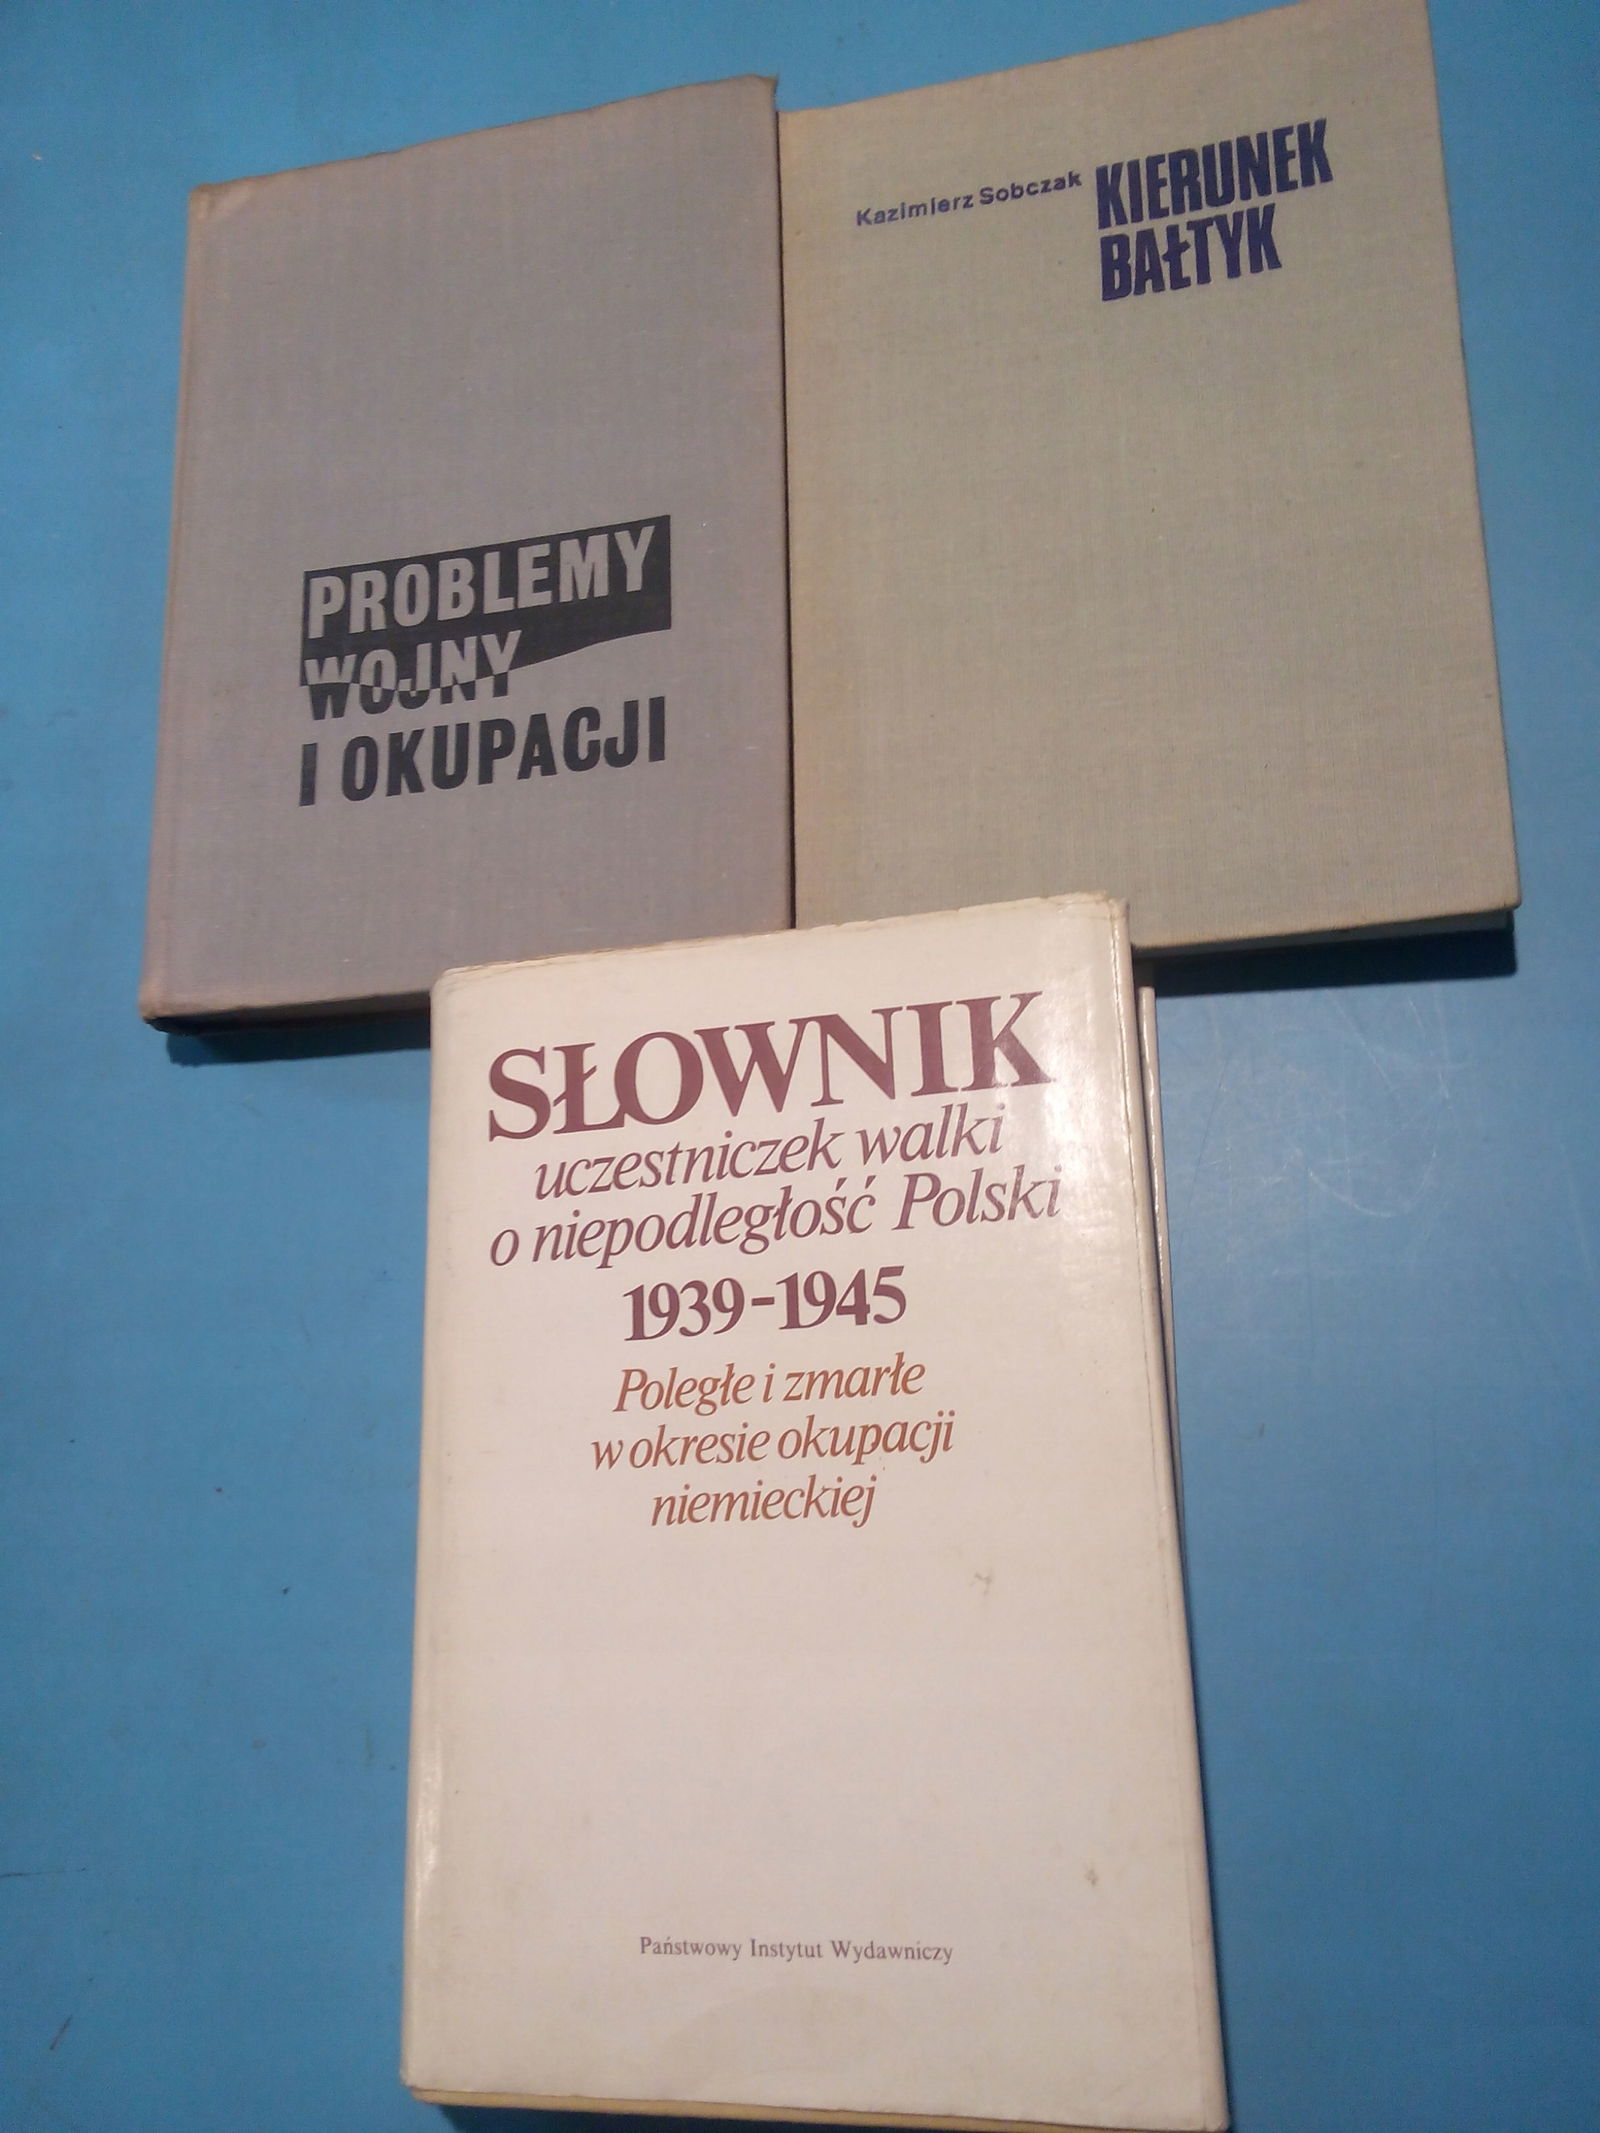 PROBLEMY
WOJNY
I OKUPACJI
Kazimierz Sobczak
KIERUNEK
BAŁTYK
SŁOWNIK
uczestniczek walki
o niepodległość Polski
1939-1945
Poległe i zmarłe
w okresie okupacji
niemieckiej
Państwowy Instytut Wydawniczy